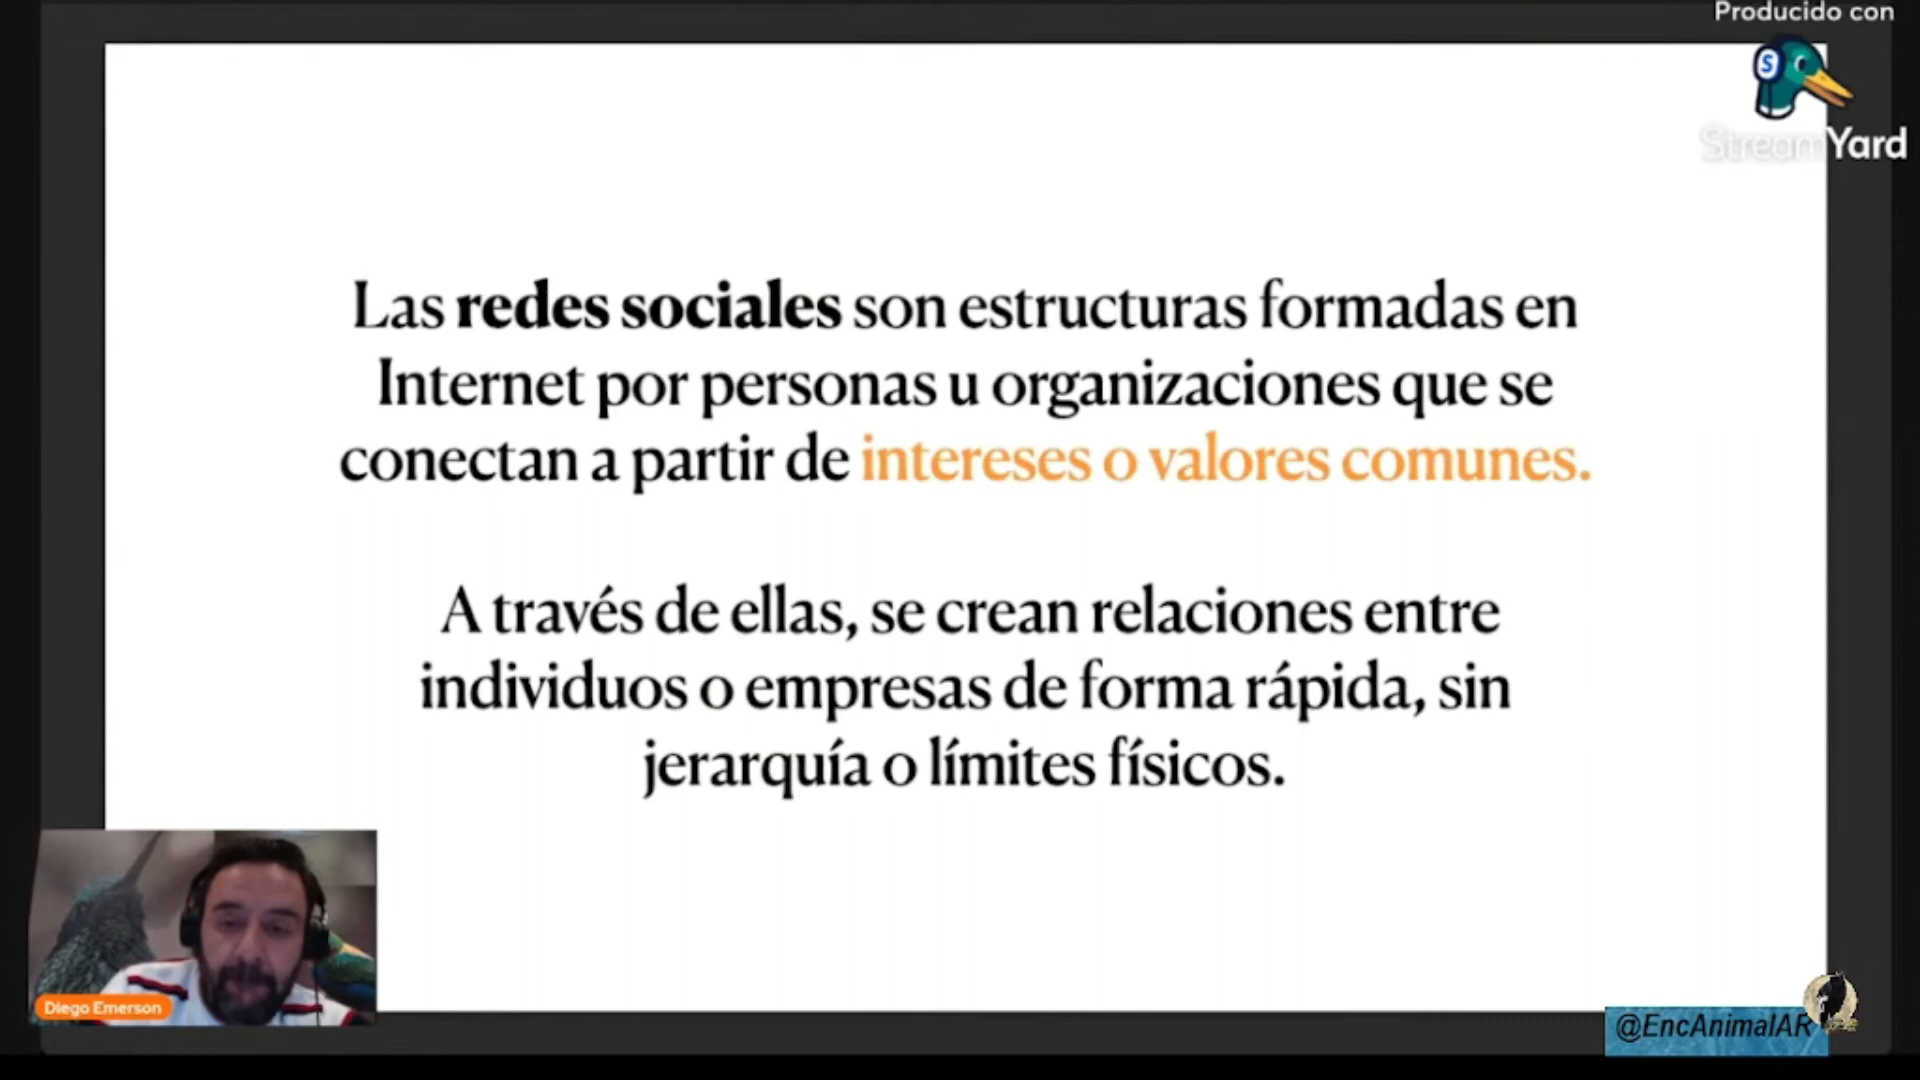 Producido con
StreamYard
Las redes sociales son estructuras formadas en
Internet por personas u organizaciones que se
conectan a partir de intereses o valores comunes.
A través de ellas, se crean relaciones entre
individuos o empresas de forma rápida, sin
jerarquía o límites físicos.
Diego Emerson
@EncAnimalAR